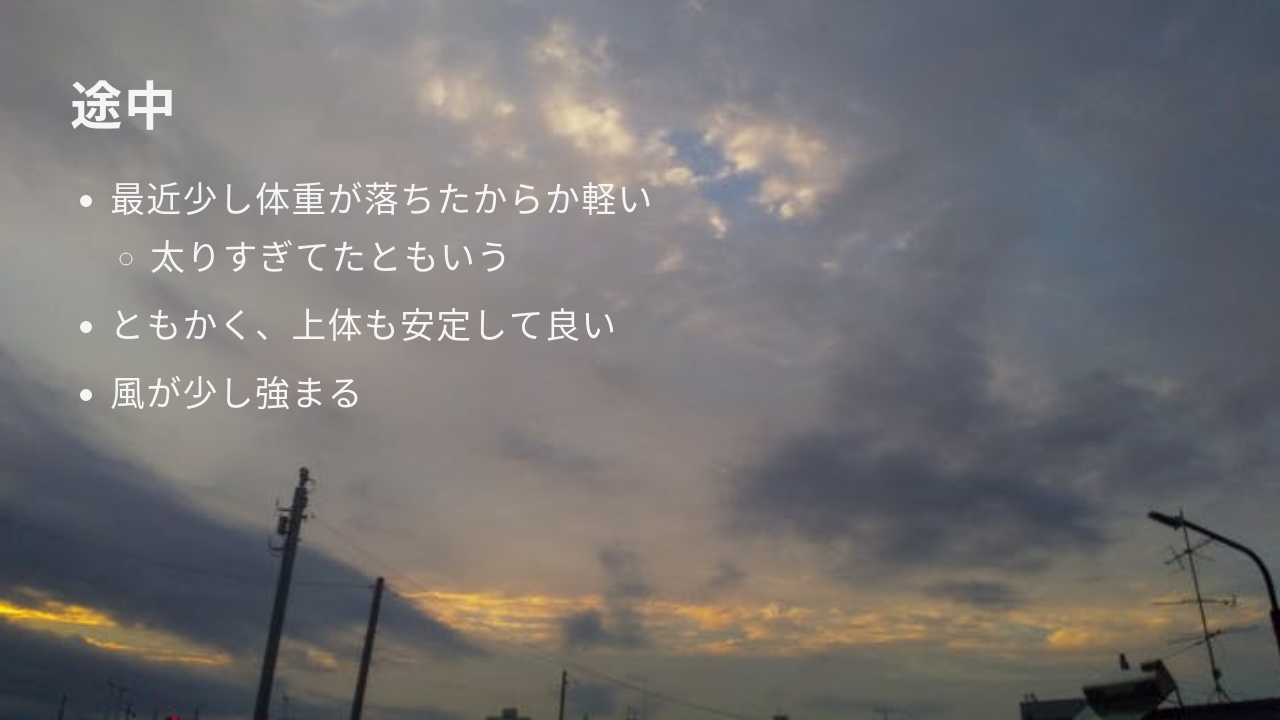 途中
最近少し体重が落ちたからか軽い
太りすぎてたともいう
ともかく、上体も安定して良い
風が少し強まる